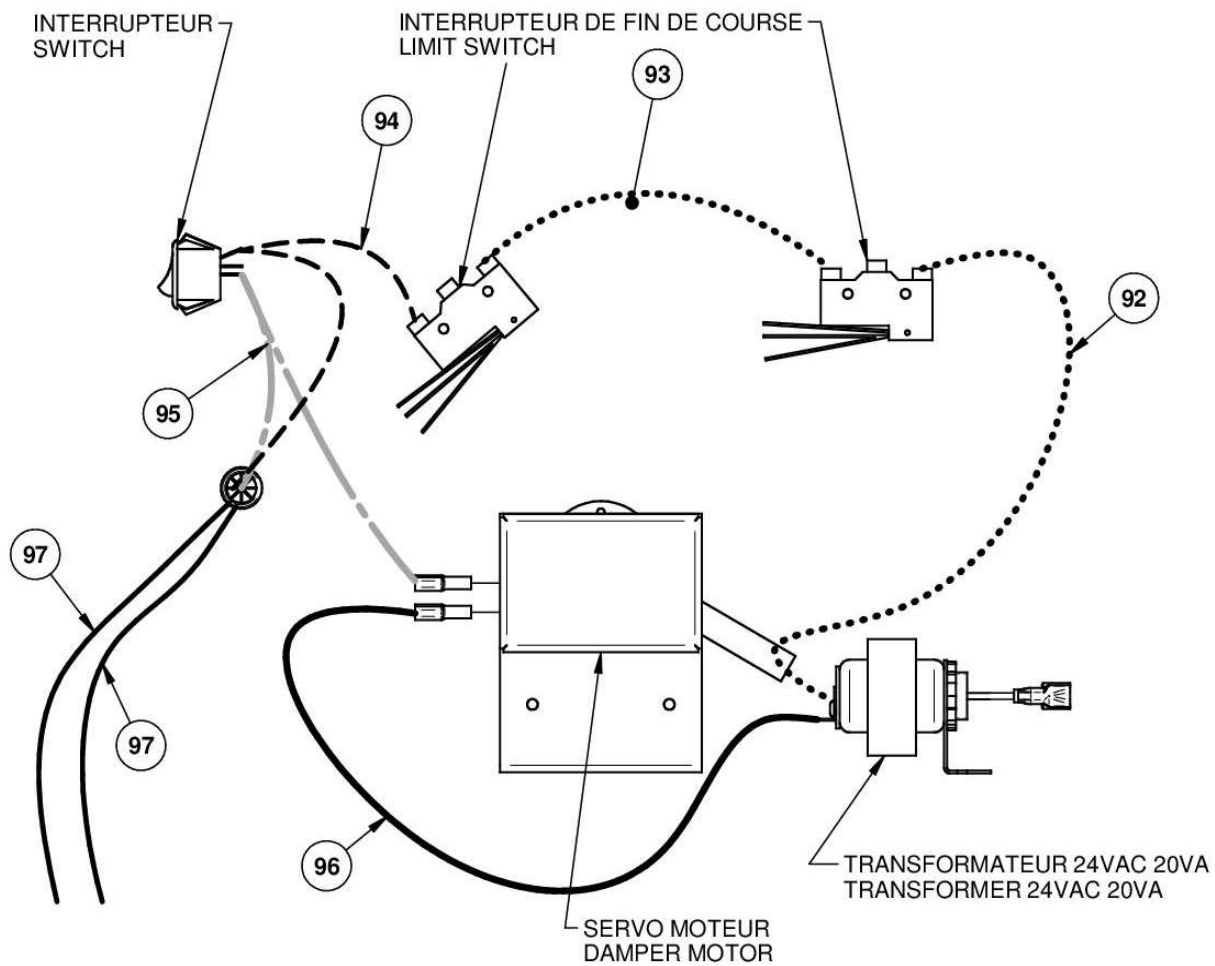 INTERRUPTEUR
SWITCH
INTERRUPTEUR DE FIN DE COURSE
LIMIT SWITCH
93
94
92
95
97
97
96
TRANSFORMATEUR 24VAC 20VA
TRANSFORMER 24VAC 20VA
SERVO MOTEUR
DAMPER MOTOR